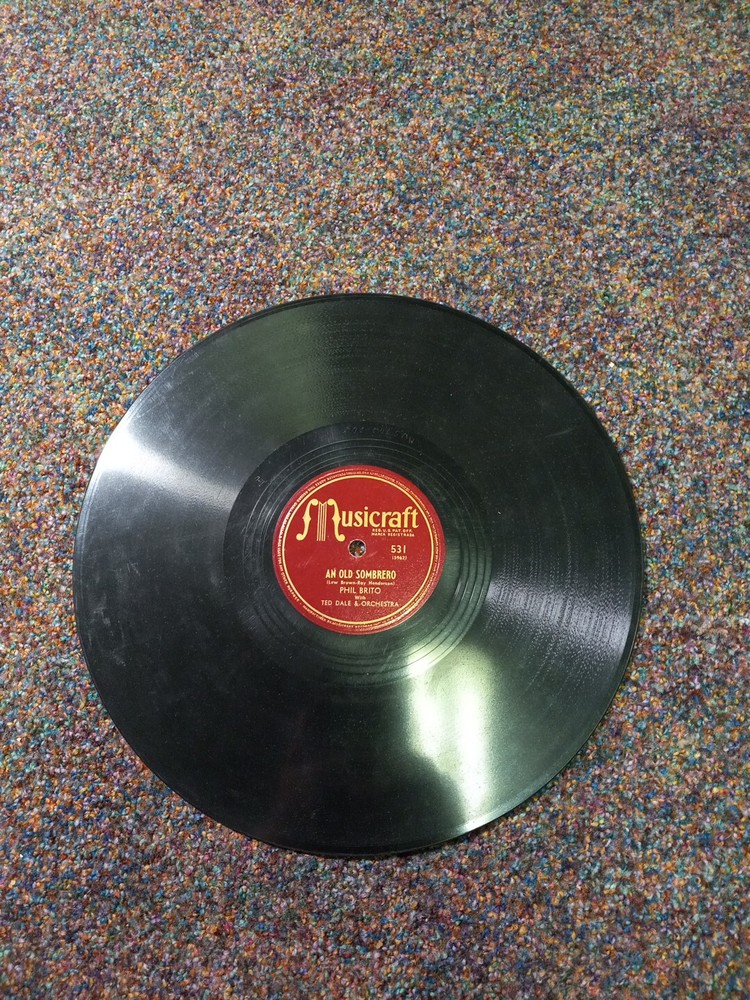 Musicraft
REG. U.S. PAT. OFF.
MARCA REGISTRADA
531
(5962)
AN OLD SOMBRERO
(Lew Brown-Ray Henderson)
PHIL BRITO
With
TED DALE & ORCHESTRA